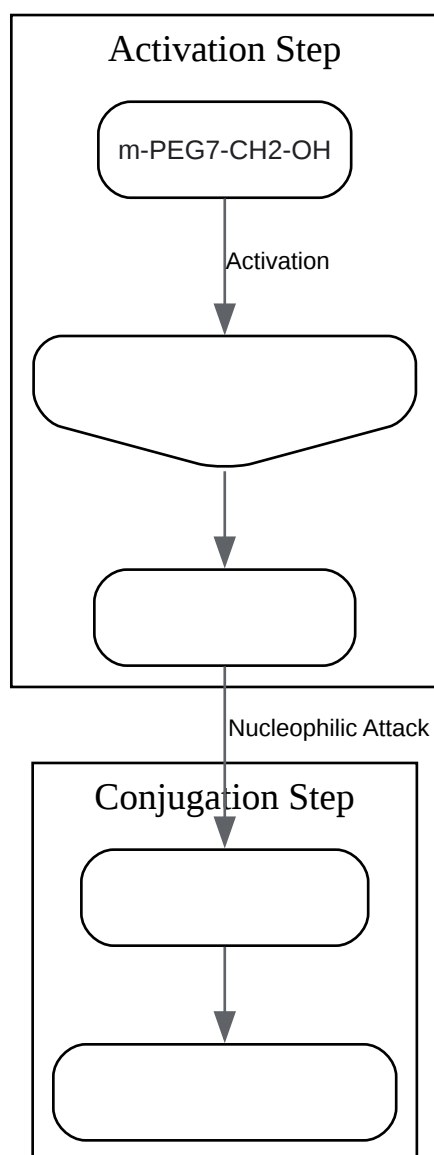 Activation Step
m-PEG7-CH2-OH
Activation
Nucleophilic Attack
Conjugation Step